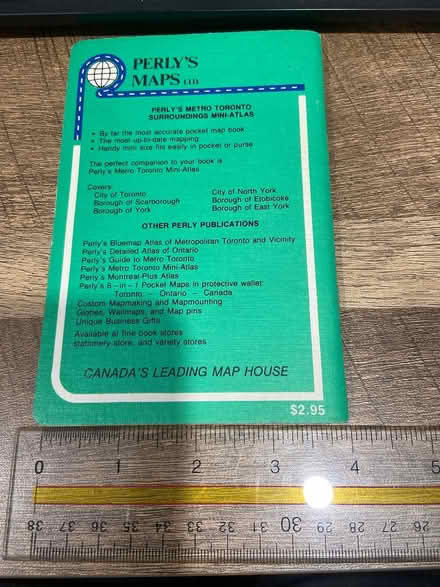 PERLY'S
MAPS LTD
PERLY'S METRO TORONTO
SURROUNDINGS MINI-ATLAS
• By far the most accurate pocket map book
• The most up-to-date mapping
• Handy mini size fits easily in pocket or purse
The perfect companion to your book is
Perly's Metro Toronto Mini-Atlas
Covers
City of Toronto
Borough of Scarborough
Borough of York
City of North York
Borough of Etobicoke
Borough of East York
OTHER PERLY PUBLICATIONS
Perly's Bluemap Atlas of Metropolitan Toronto and Vicinity
Perly's Detailed Atlas of Ontario
Perly's Guide to Metro Toronto
Perly's Metro Toronto Mini-Atlas
Perly's Montreal Plus Atlas
Perly's 6-in-1 Pocket Maps in protective wallet:
Toronto — Ontario — Canada
Custom Mapmaking and Mapmounting
Globes, Wallmaps, and Map pins
Unique Business Gifts
Available at fine book stores
stationery store, and variety stores
CANADA'S LEADING MAP HOUSE
$2.95
0 1 2 3 4 5
38 37 36 35 34 33 32 31 30 29 28 27 26